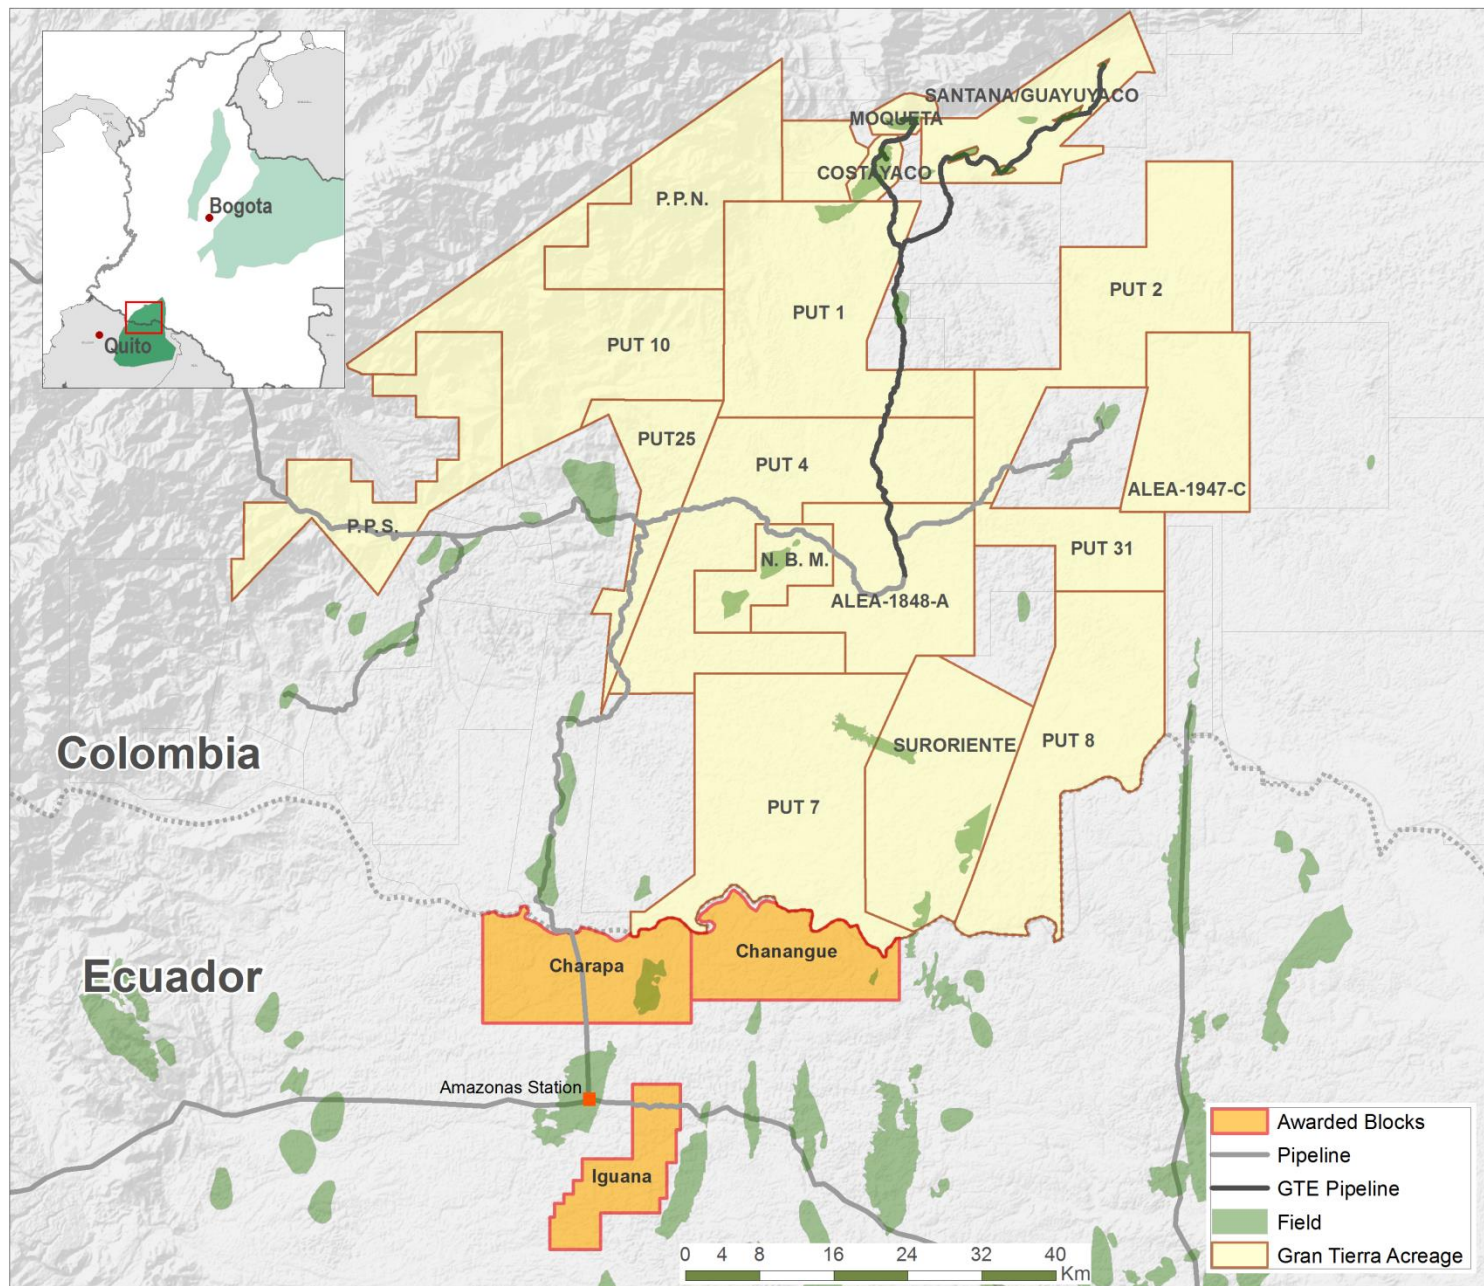 Bogota
Quito
SANTANA/GUAYUYACO
MOQUETA
COSTAYACO
P.P.N.
PUT 2
PUT 1
PUT 10
PUT25
PUT 4
ALEA-1947-C
P.P.S.
PUT 31
N. B. M.
ALEA-1848-A
Colombia
SURORIENTE
PUT 8
PUT 7
Ecuador
Charapa
Chanangue
Amazonas Station
Iguana
Awarded Blocks
Pipeline
GTE Pipeline
Field
Gran Tierra Acreage
0 4 8 16 24 32 40
Km